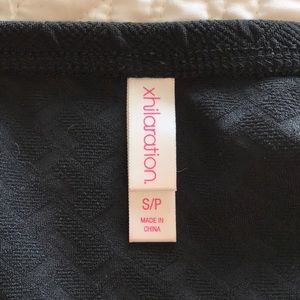 xhilaration.
S/P
MADE IN
CHINA